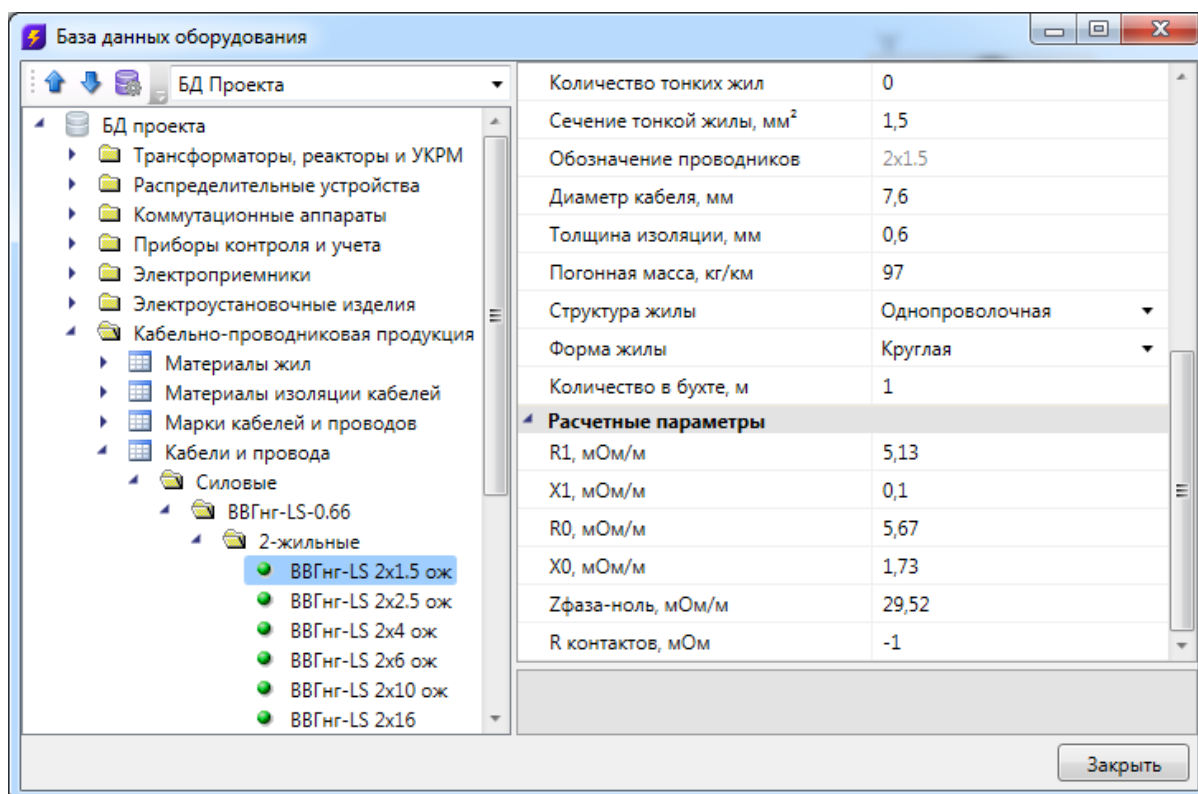 База данных оборудования
БД Проекта
БД проекта
Трансформаторы, реакторы и УКРМ
Распределительные устройства
Коммутационные аппараты
Приборы контроля и учета
Электроприемники
Электроустановочные изделия
Кабельно-проводниковая продукция
Материалы жил
Материалы изоляции кабелей
Марки кабелей и проводов
Кабели и провода
Силовые
ВВГнг-LS-0.66
2-жильные
ВВГнг-LS 2x1.5 ож
ВВГнг-LS 2x2.5 ож
ВВГнг-LS 2x4 ож
ВВГнг-LS 2x6 ож
ВВГнг-LS 2x10 ож
ВВГнг-LS 2x16
Количество тонких жил 0
Сечение тонкой жилы, мм² 1,5
Обозначение проводников 2x1.5
Диаметр кабеля, мм 7,6
Толщина изоляции, мм 0,6
Погонная масса, кг/км 97
Структура жилы Однопроволочная
Форма жилы Круглая
Количество в бухте, м 1
Расчетные параметры
R1, мОм/м 5,13
X1, мОм/м 0,1
R0, мОм/м 5,67
X0, мОм/м 1,73
Zфаза-ноль, мОм/м 29,52
R контактов, мОм -1
Закрыть